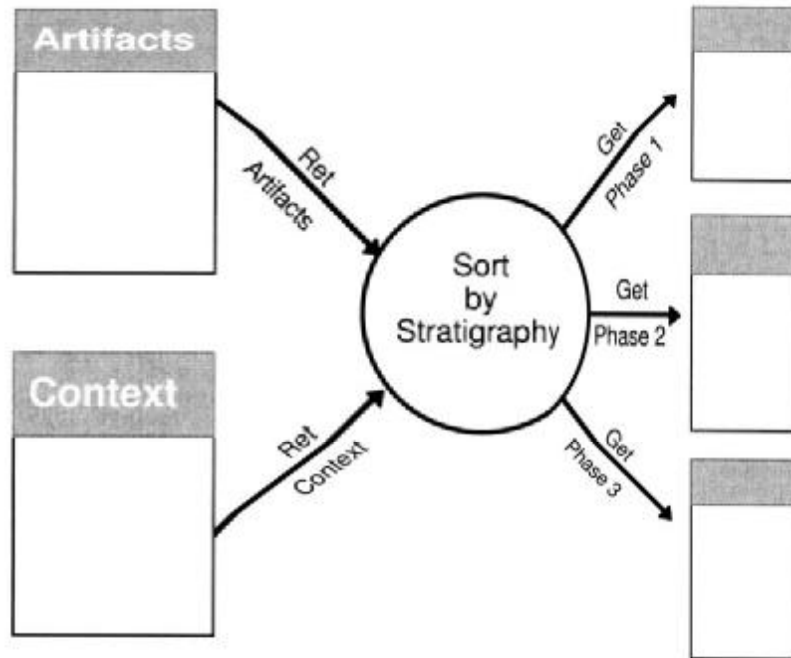 Artifacts
Ret
Artifacts
Context
Ret
Context
Sort
by
Stratigraphy
Get
Phase 1
Get
Phase 2
Get
Phase 3